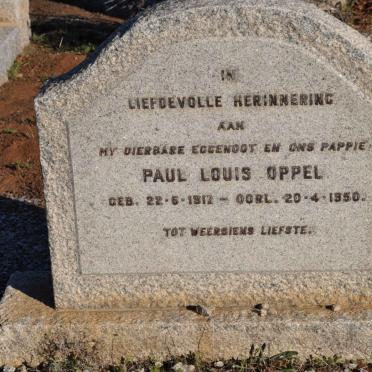 IN
LIEFDEVOLLE HERINNERING
AAN
MY DIERBARE EGGENOOT EN ONS PAPPIE
PAUL LOUIS OPPEL
GEB. 22-6-1917 - OORL. 20-4-1950.
TOT WEERSIENS LIEFSTE.